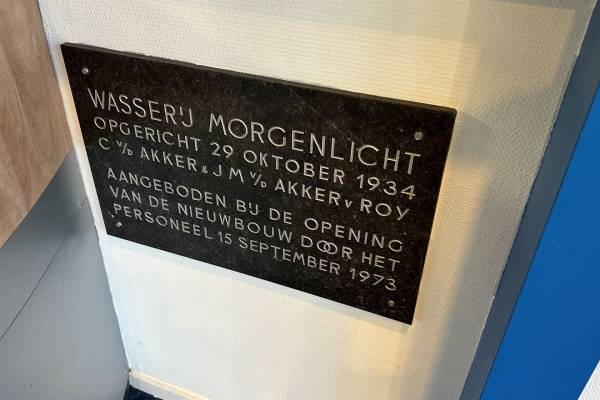 WASSERIJ MORGENLICHT
OPGERICHT 29 OKTOBER 1934
C v/D AKKER & J M v/D AKKER v ROY
AANGEBODEN BIJ DE OPENING
VAN DE NIEUWBOUW DOOR HET
PERSONEEL 15 SEPTEMBER 1973